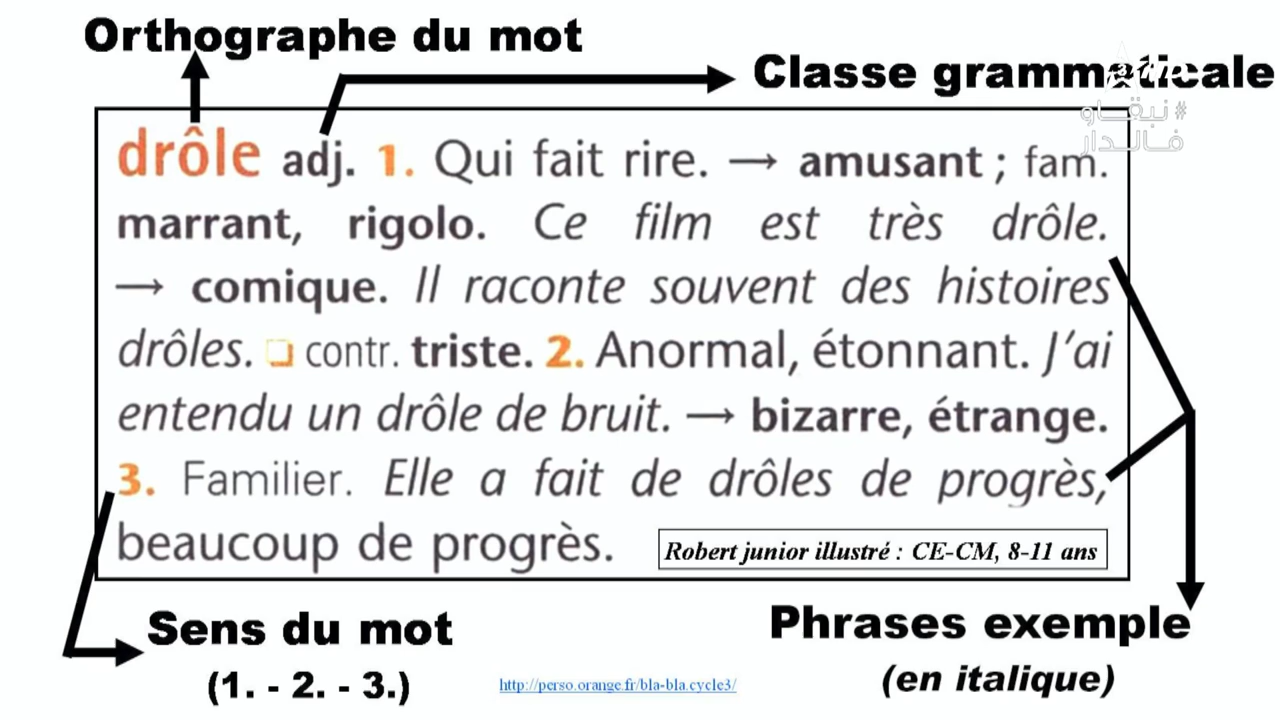 Orthographe du mot
Classe grammaticale
#نبقاو
فالدار
drôle adj. 1. Qui fait rire. → amusant ; fam.
marrant, rigolo. Ce film est très drôle.
→ comique. Il raconte souvent des histoires
drôles. ❏ contr. triste. 2. Anormal, étonnant. J'ai
entendu un drôle de bruit. → bizarre, étrange.
3. Familier. Elle a fait de drôles de progrès,
beaucoup de progrès.
Robert junior illustré : CE-CM, 8-11 ans
Sens du mot
(1. - 2. - 3.)
http://perso.orange.fr/bla-bla.cycle3/
Phrases exemple
(en italique)